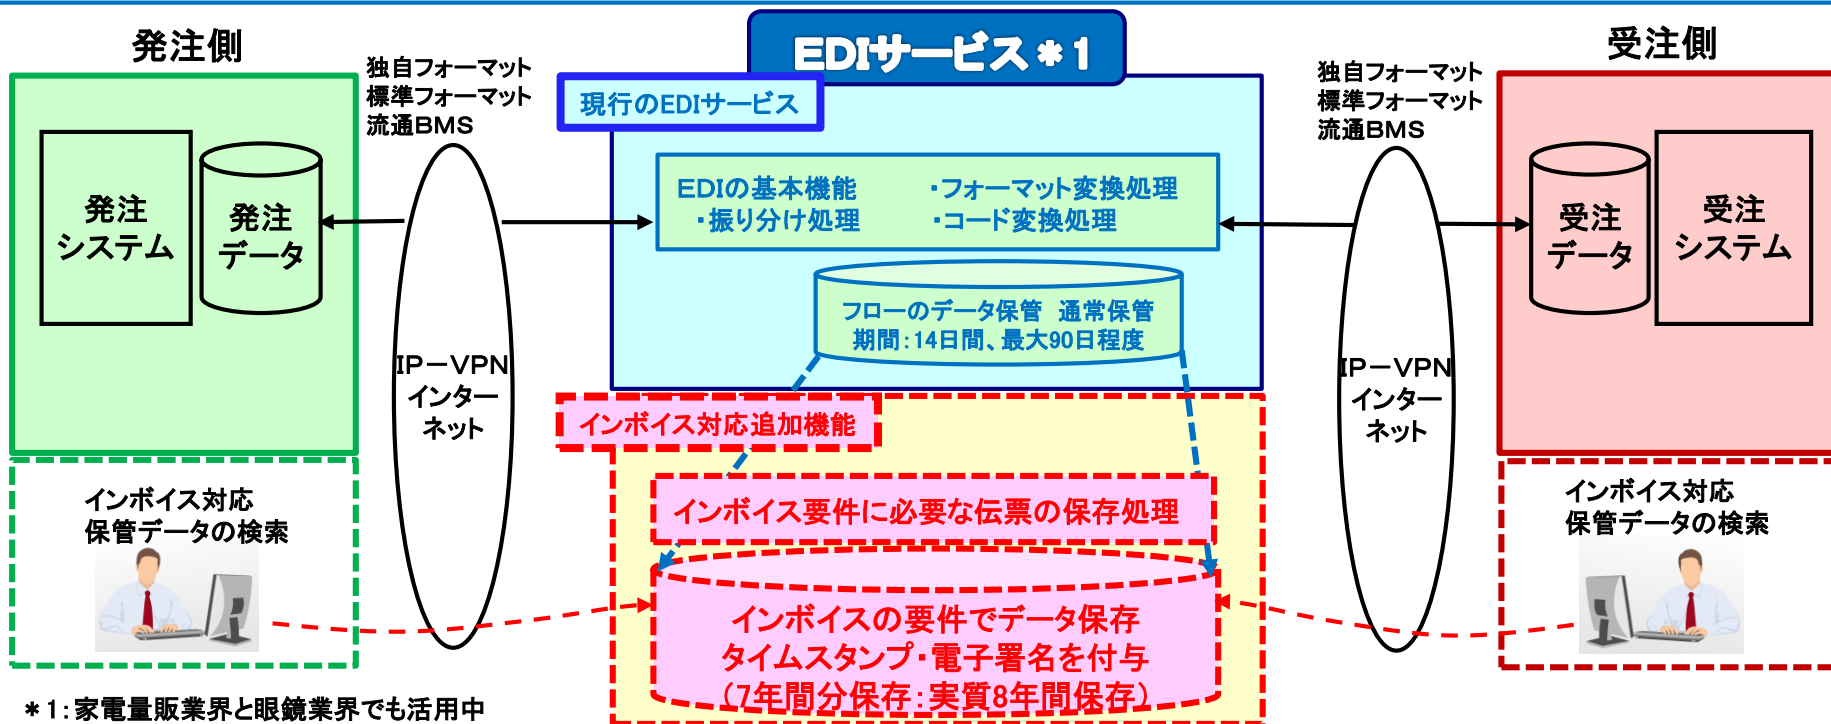 発注側
EDIサービス＊1
受注側
独自フォーマット
標準フォーマット
流通BMS
現行のEDIサービス
独自フォーマット
標準フォーマット
流通BMS
発注
システム
発注
データ
EDIの基本機能
・振り分け処理
・フォーマット変換処理
・コード変換処理
受注
データ
受注
システム
フローのデータ保管　通常保管
期間：14日間、最大90日程度
IP－VPN
インター
ネット
IP－VPN
インター
ネット
インボイス対応追加機能
インボイス対応
保管データの検索
インボイス要件に必要な伝票の保存処理
インボイス対応
保管データの検索
インボイスの要件でデータ保存
タイムスタンプ・電子署名を付与
（7年間分保存：実質8年間保存）
＊1：家電量販業界と眼鏡業界でも活用中